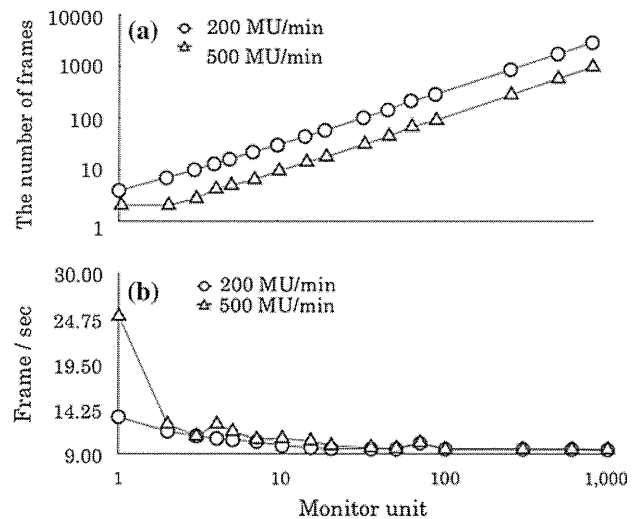 (a)
200 MU/min
500 MU/min
The number of frames
10000
1000
100
10
1
(b)
200 MU/min
500 MU/min
Frame / sec
30.00
24.75
19.50
14.25
9.00
1
10
100
1,000
Monitor unit